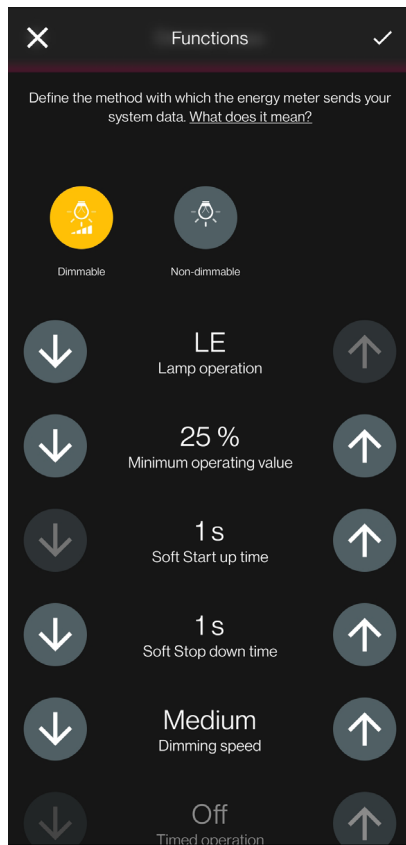 Functions
Define the method with which the energy meter sends your
system data. What does it mean?
Dimmable
Non-dimmable
LE
Lamp operation
25 %
Minimum operating value
1 s
Soft Start up time
1 s
Soft Stop down time
Medium
Dimming speed
Off
Timed operation